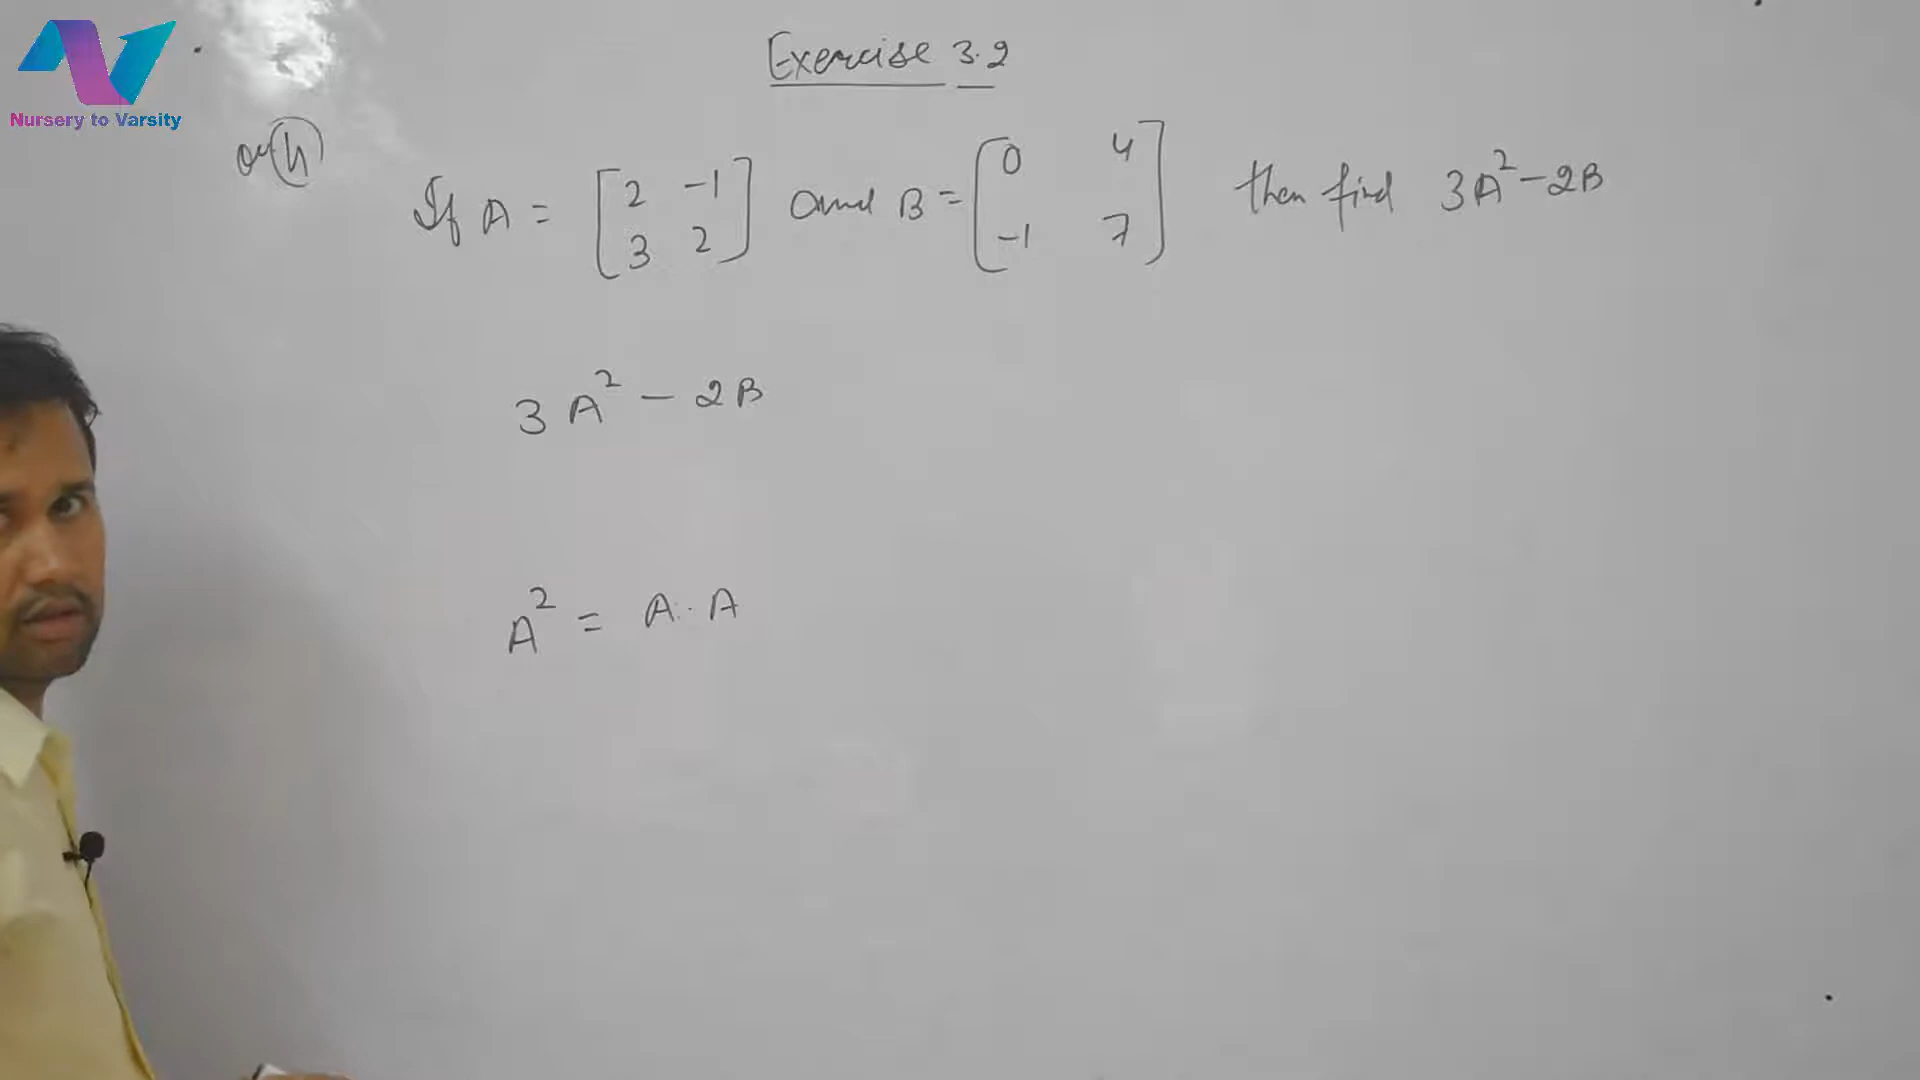 Exercise 3.2
Nursery to Varsity
If A = [2 -1 3 2] and B = [0 4 -1 7] then find 3A² - 2B
3A² - 2B
A² = A · A